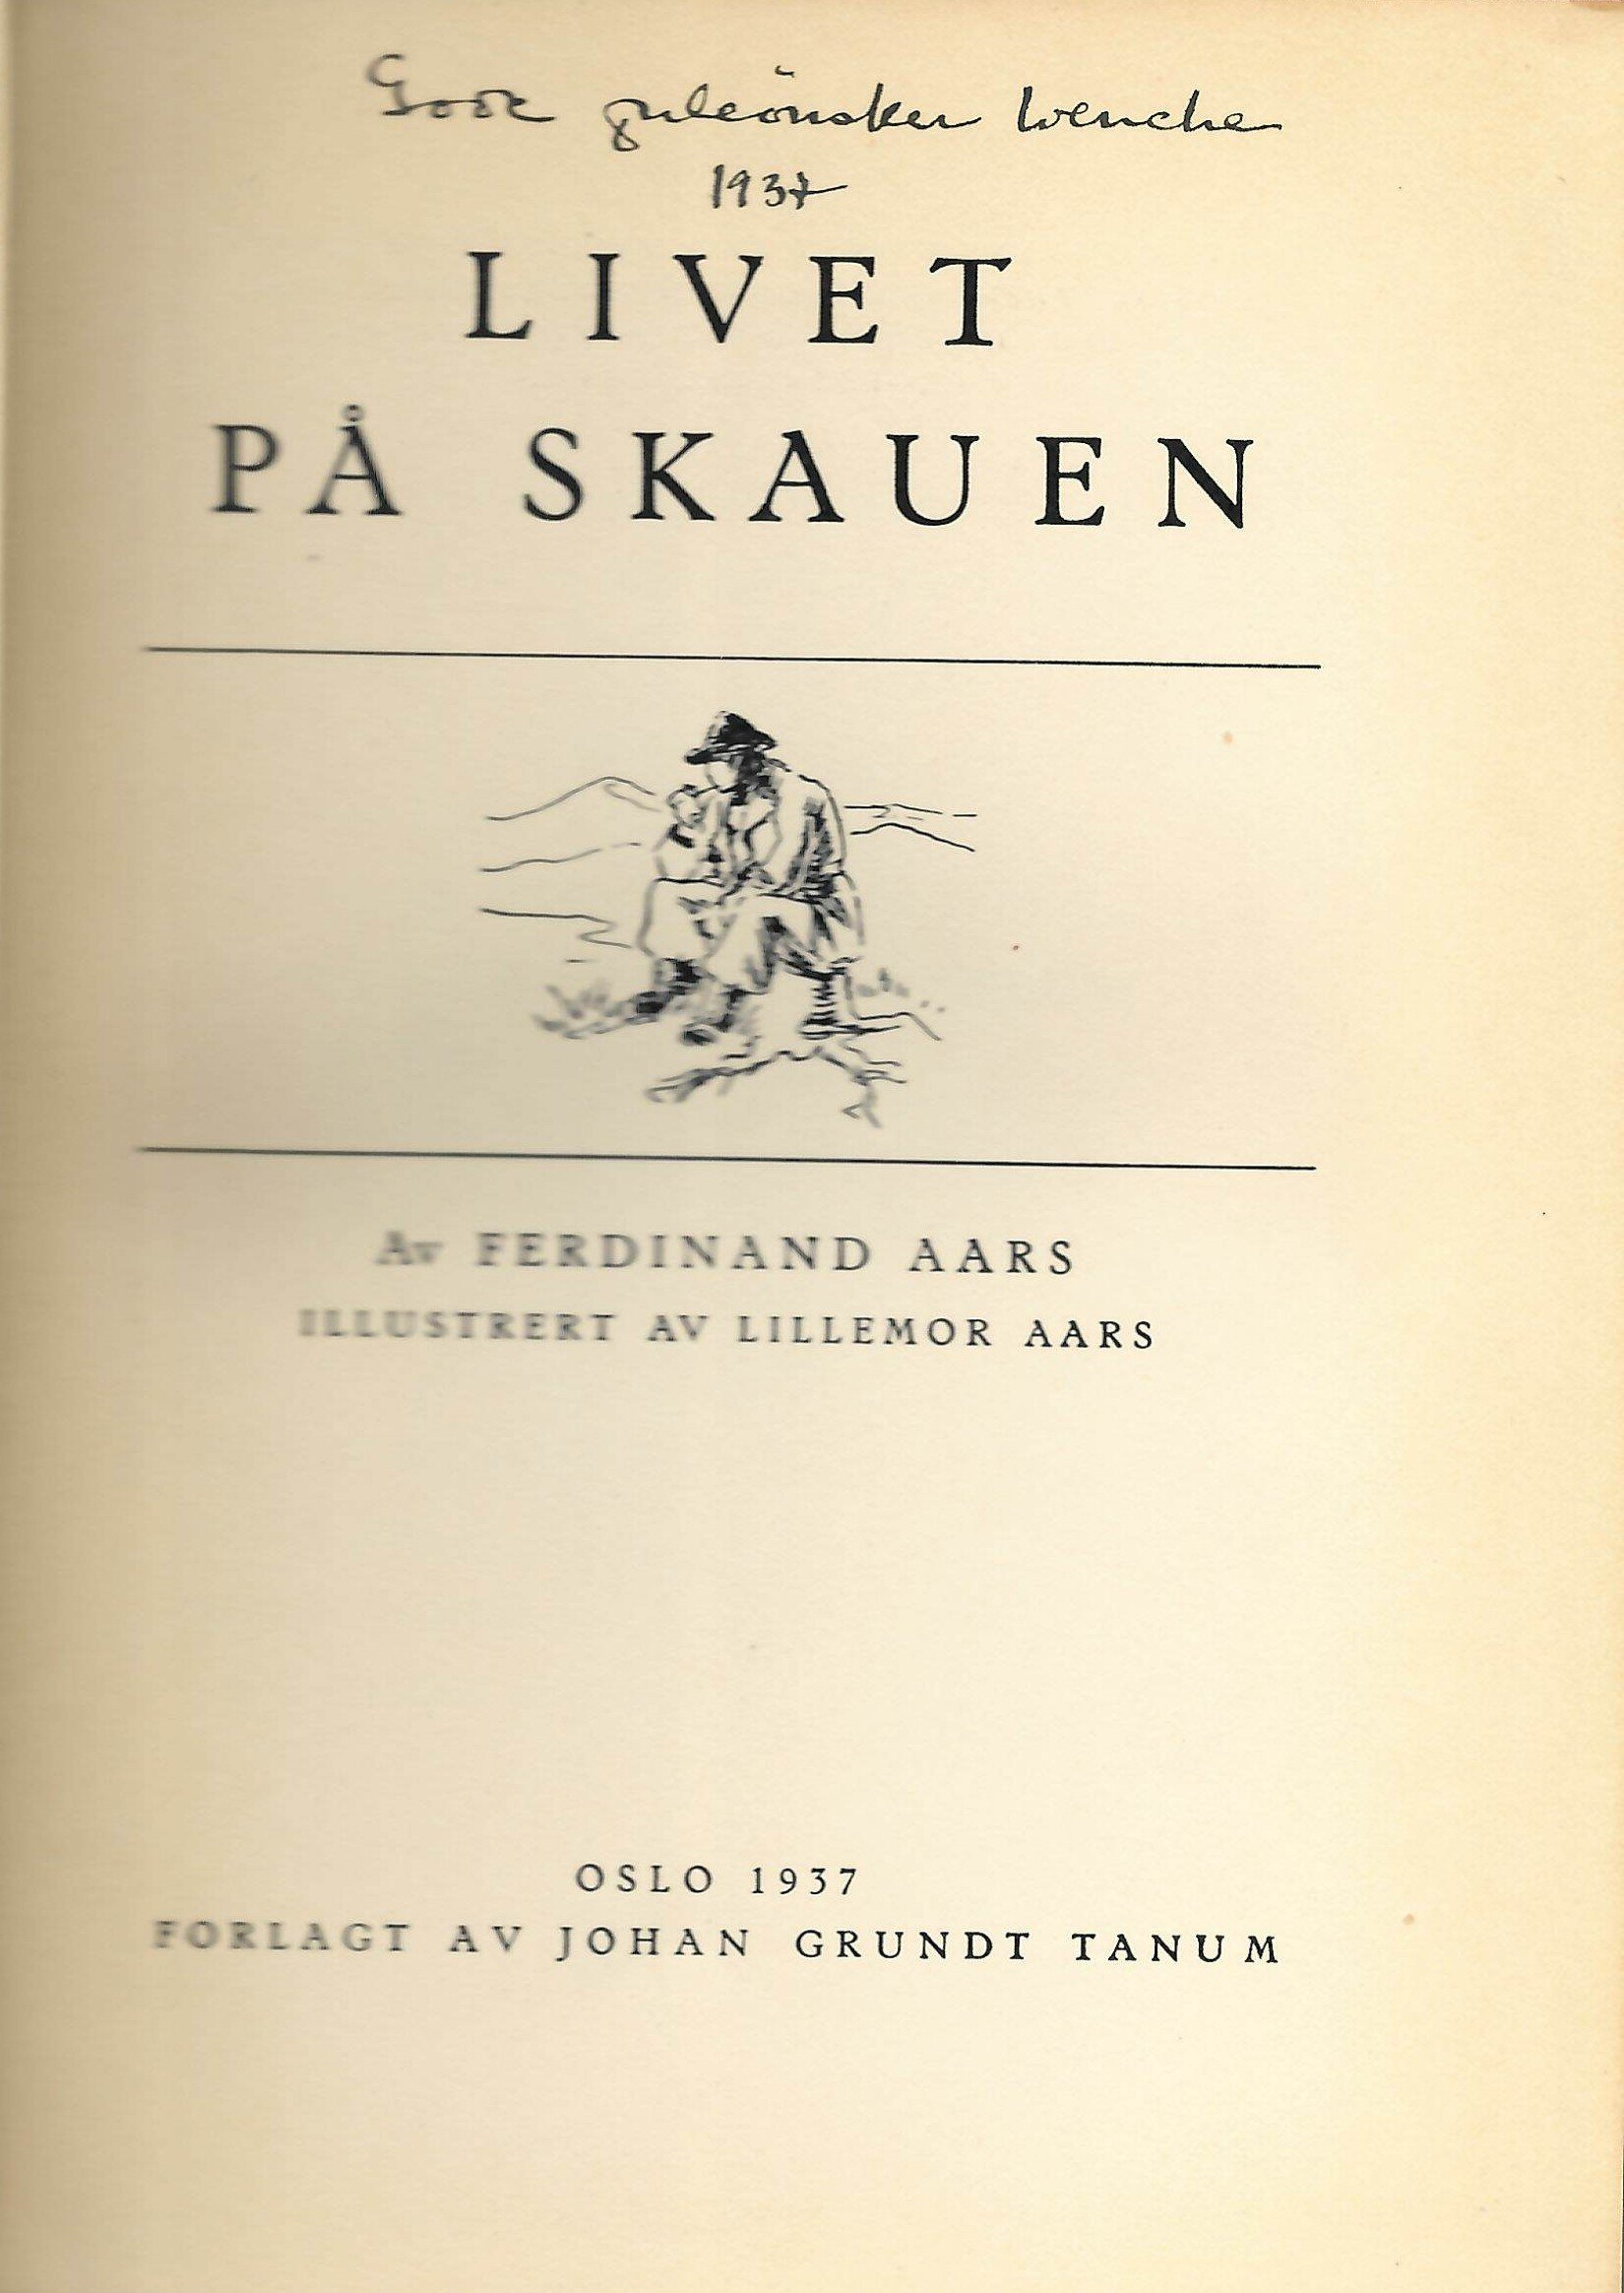 Gode juleönsker Wenche
1937
LIVET
PÅ SKAUEN
Av FERDINAND AARS
ILLUSTRERT AV LILLEMOR AARS
OSLO 1937
FORLAGT AV JOHAN GRUNDT TANUM